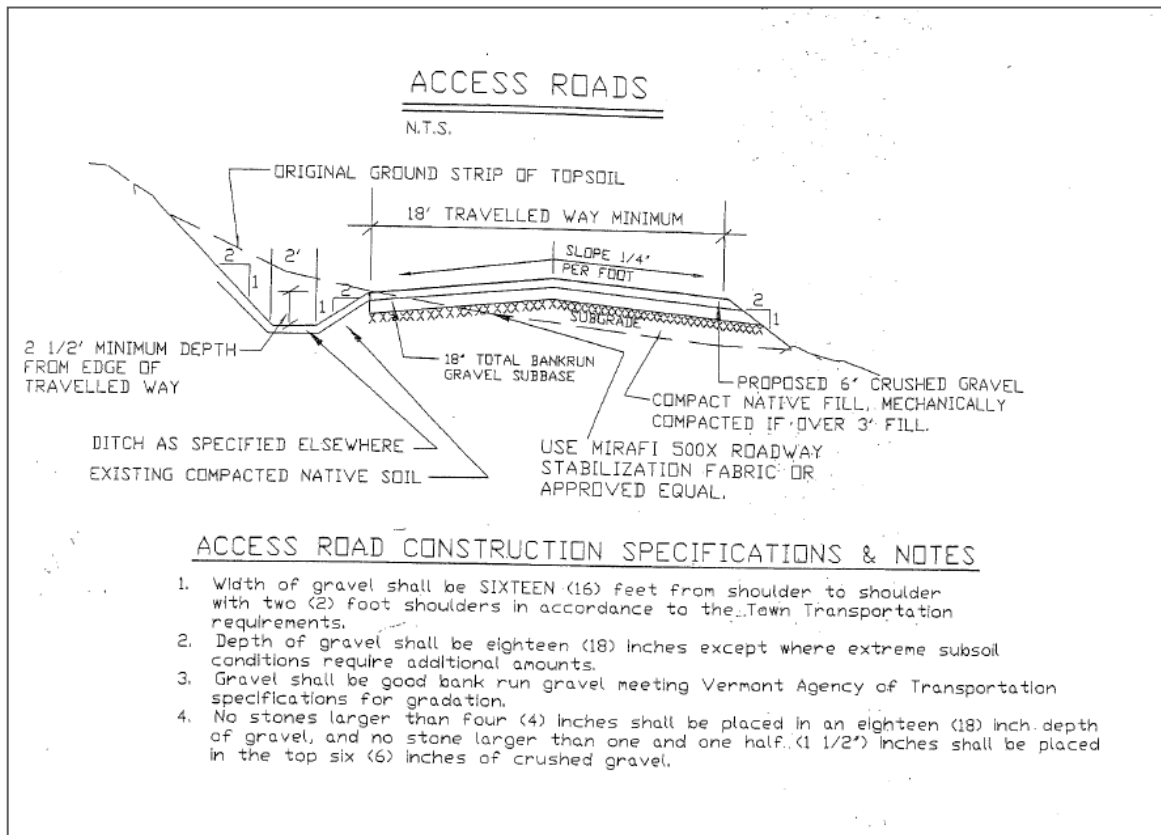 ACCESS ROADS
N.T.S.
ORIGINAL GROUND STRIP OF TOPSOIL
18' TRAVELLED WAY MINIMUM
SLOPE 1/4"
PER FOOT
2
1
2'
1
2
2
1
SUBGRADE
2 1/2' MINIMUM DEPTH
FROM EDGE OF
TRAVELLED WAY
18" TOTAL BANKRUN
GRAVEL SUBBASE
PROPOSED 6" CRUSHED GRAVEL
COMPACT NATIVE FILL, MECHANICALLY
COMPACTED IF OVER 3' FILL.
DITCH AS SPECIFIED ELSEWHERE
EXISTING COMPACTED NATIVE SOIL
USE MIRAFI 500X ROADWAY
STABILIZATION FABRIC OR
APPROVED EQUAL.
ACCESS ROAD CONSTRUCTION SPECIFICATIONS & NOTES
1. Width of gravel shall be SIXTEEN (16) feet from shoulder to shoulder
with two (2) foot shoulders in accordance to the Town Transportation
requirements.
2. Depth of gravel shall be eighteen (18) inches except where extreme subsoil
conditions require additional amounts.
3. Gravel shall be good bank run gravel meeting Vermont Agency of Transportation
specifications for gradation.
4. No stones larger than four (4) inches shall be placed in an eighteen (18) inch depth
of gravel, and no stone larger than one and one half (1 1/2") inches shall be placed
in the top six (6) inches of crushed gravel.